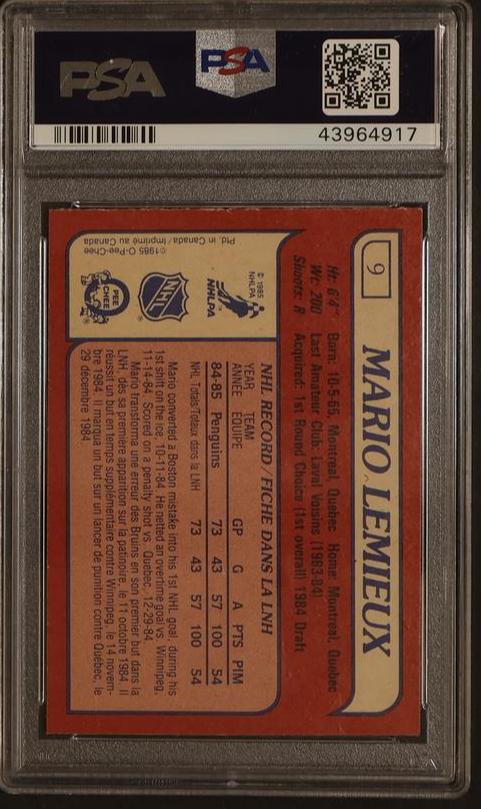 PSA
PSA
43964917
9
MARIO LEMIEUX
Ht: 6'4" Born: 10-5-65, Montreal, Quebec Home: Montreal, Quebec
Wt: 200 Last Amateur Club: Laval Voisins (1983-84)
Shoots: R Acquired: 1st Round Choice (1st overall) 1984 Draft
© 1985
NHL PA
NHLPA
NHL
®
O
PEE
CHEE
©1985 O-Pee-Chee
Ptd. in Canada/Imprimé au Canada
NHL RECORD/FICHE DANS LA LNH
YEAR TEAM
ANNÉE ÉQUIPE GP G A PTS PIM
84-85 Penguins 73 43 57 100 54
NHL Totals/Totaux dans la LNH 73 43 57 100 54
Mario converted a Boston mistake into his 1st NHL goal, during his
1st shift on the ice, 10-11-84. He netted an overtime goal vs. Winnipeg,
11-14-84. Scored on a penalty shot vs. Quebec, 12-29-84.
Mario transforma une erreur des Bruins en son premier but dans la
LNH, dès sa première apparition sur la patinoire, le 11 octobre 1984. Il
réussit un but en temps supplémentaire contre Winnipeg, le 14 novem-
bre 1984. Il marqua un but sur un lancer de punition contre Québec, le
29 décembre 1984.